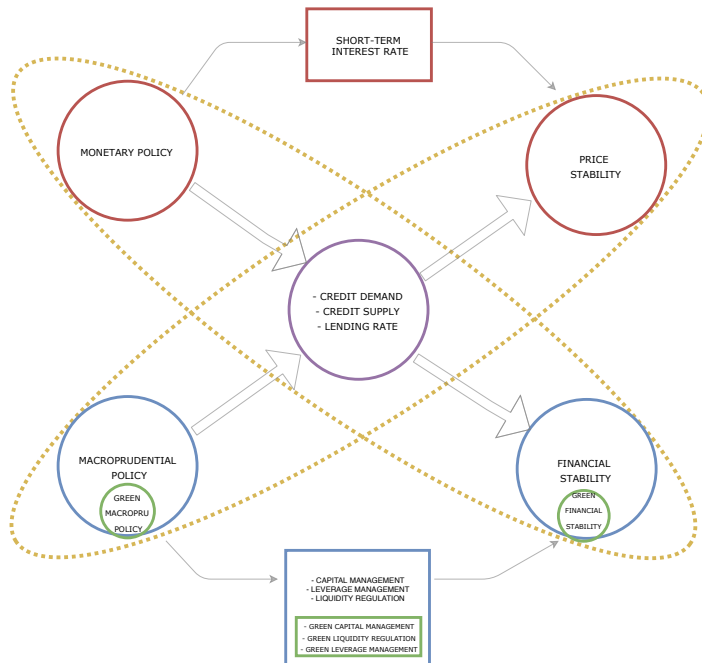 SHORT-TERM
INTEREST RATE
MONETARY POLICY
PRICE
STABILITY
- CREDIT DEMAND
- CREDIT SUPPLY
- LENDING RATE
MACROPRUDENTIAL
POLICY
GREEN
MACROPRU
POLICY
FINANCIAL
STABILITY
GREEN
FINANCIAL
STABILITY
- CAPITAL MANAGEMENT
- LEVERAGE MANAGEMENT
- LIQUIDITY REGULATION
- GREEN CAPITAL MANAGEMENT
- GREEN LIQUIDITY REGULATION
- GREEN LEVERAGE MANAGEMENT